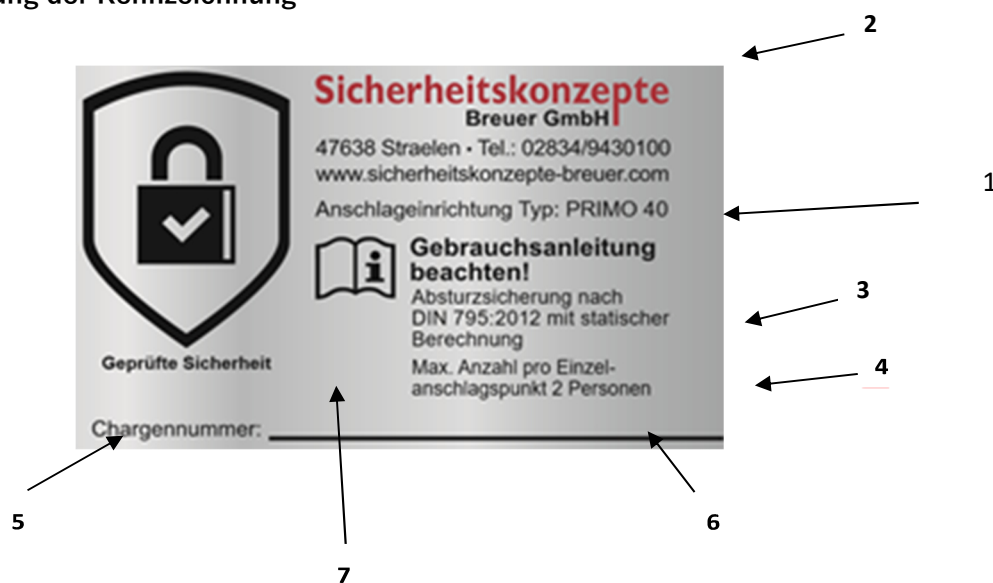 ung der Kennzeichnung
2
Sicherheitskonzepte
Breuer GmbH
47638 Straelen • Tel.: 02834/9430100
www.sicherheitskonzepte-breuer.com
1
Anschlageinrichtung Typ: PRIMO 40
Gebrauchsanleitung
beachten!
Absturzsicherung nach
DIN 795:2012 mit statischer
Berechnung
3
Max. Anzahl pro Einzel-
anschlagspunkt 2 Personen
4
Geprüfte Sicherheit
Chargennummer:
5
6
7